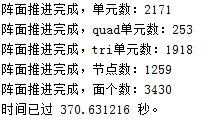 阵面推进完成，单元数：2171
阵面推进完成，quad单元数：253
阵面推进完成，tri单元数：1918
阵面推进完成，节点数：1259
阵面推进完成，面个数：3430
时间已过 370.631216 秒。